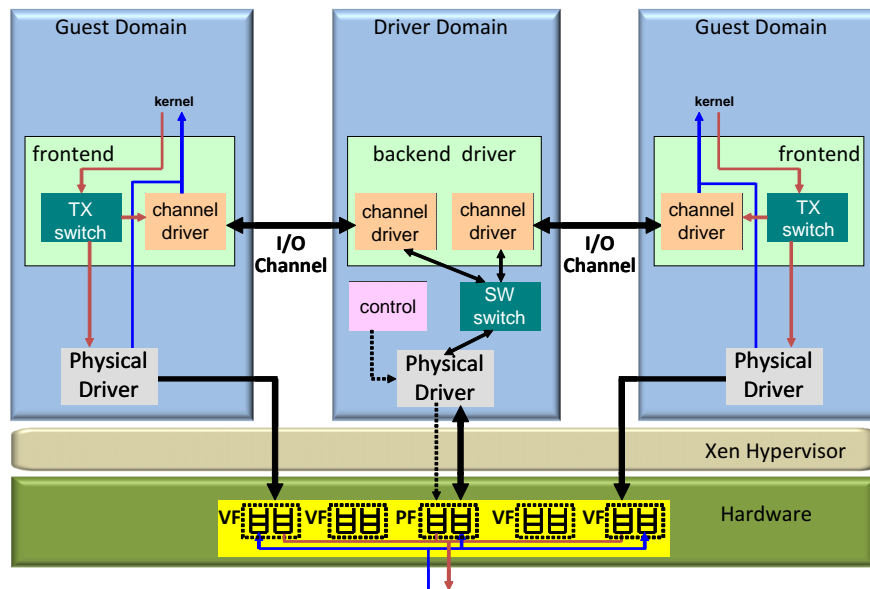 Guest Domain
Driver Domain
Guest Domain
kernel
kernel
frontend
backend driver
frontend
TX
switch
channel
driver
channel
driver
channel
driver
channel
driver
TX
switch
I/O
Channel
I/O
Channel
control
SW
switch
Physical
Driver
Physical
Driver
Physical
Driver
Xen Hypervisor
VF
VF
PF
VF
VF
Hardware